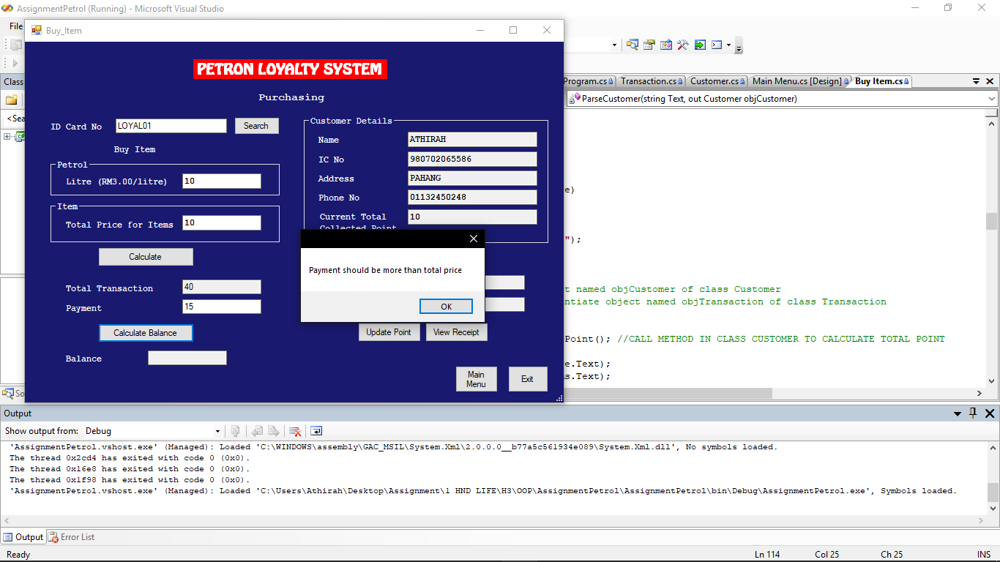 AssignmentPetrol (Running) - Microsoft Visual Studio
File
Buy_Item
PETRON LOYALTY SYSTEM
Purchasing
ID Card No
LOYAL01
Search
Buy Item
Petrol
Litre (RM3.00/litre)
10
Item
Total Price for Items
10
Calculate
Total Transaction
40
Payment
15
Calculate Balance
Balance
Customer Details
Name
ATHIRAH
IC No
980702065586
Address
PAHANG
Phone No
01132450248
Current Total
Collected Point
10
Payment should be more than total price
OK
Update Point
View Receipt
Main
Menu
Exit
Class
Program.cs
Transaction.cs
Customer.cs
Main Menu.cs [Design]
Buy Item.cs
ParseCustomer(string Text, out Customer objCustomer)
e)
");
t named objCustomer of class Customer
ntiate object named objTransaction of class Transaction
Point(); //CALL METHOD IN CLASS CUSTOMER TO CALCULATE TOTAL POINT
e.Text);
s.Text);
Output
Show output from: Debug
'AssignmentPetrol.vshost.exe' (Managed): Loaded 'C:\WINDOWS\assembly\GAC_MSIL\System.Xml\2.0.0.0__b77a5c561934e089\System.Xml.dll', No symbols loaded.
The thread 0x2cd4 has exited with code 0 (0x0).
The thread 0x16e8 has exited with code 0 (0x0).
The thread 0x1f98 has exited with code 0 (0x0).
'AssignmentPetrol.vshost.exe' (Managed): Loaded 'C:\Users\Athirah\Desktop\Assignment\1 HND LIFE\H3\OOP\AssignmentPetrol\AssignmentPetrol\bin\Debug\AssignmentPetrol.exe', Symbols loaded.
Output
Error List
Ready
Ln 114
Col 25
Ch 25
INS